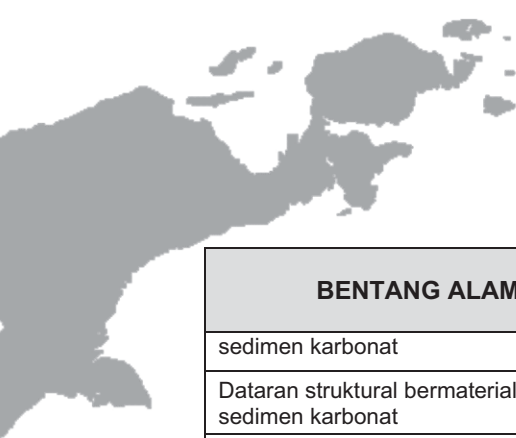 BENTANG ALAM
sedimen karbonat
Dataran struktural bermaterial
sedimen karbonat